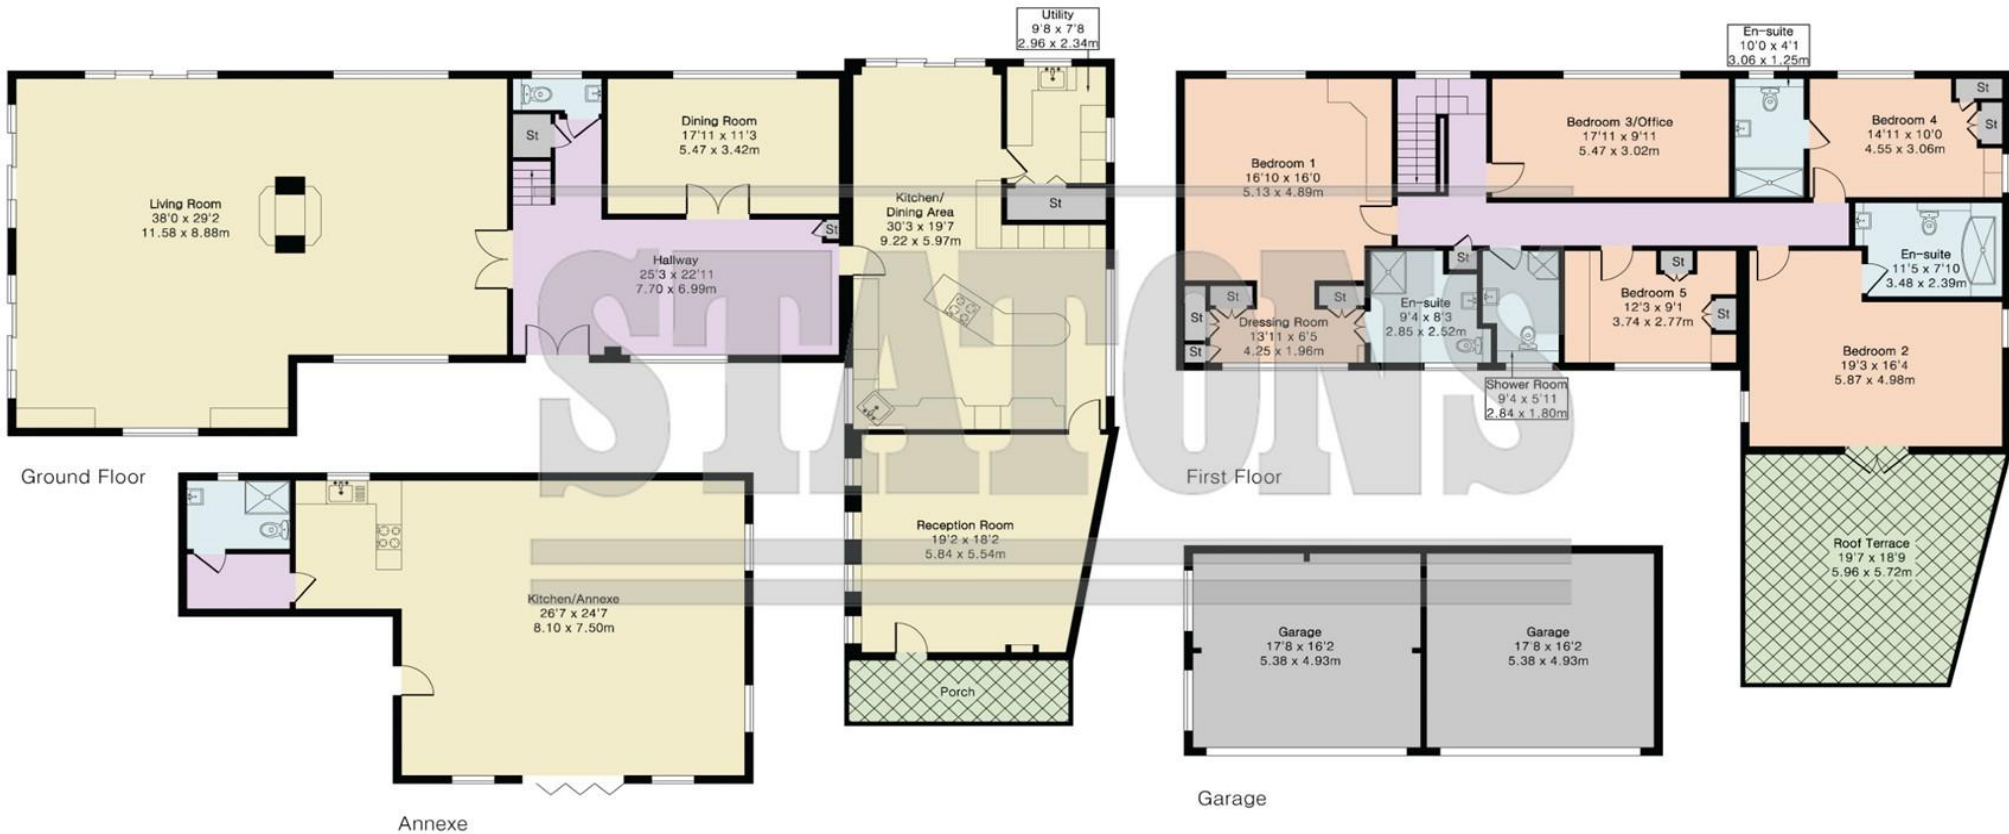 Utility
9'8 x 7'8
2.96 x 2.34m
St
Dining Room
17'11 x 11'3
5.47 x 3.42m
Living Room
38'0 x 29'2
11.58 x 8.88m
Kitchen/
Dining Area
30'3 x 19'7
9.22 x 5.97m
St
St
Hallway
25'3 x 22'11
7.70 x 6.99m
Ground Floor
Reception Room
19'2 x 18'2
5.84 x 5.54m
Porch
Kitchen/Annexe
26'7 x 24'7
8.10 x 7.50m
Annexe
En-suite
10'0 x 4'1
3.06 x 1.25m
Bedroom 1
16'10 x 16'0
5.13 x 4.89m
Bedroom 3/Office
17'11 x 9'11
5.47 x 3.02m
Bedroom 4
14'11 x 10'0
4.55 x 3.06m
St
St
En-suite
11'5 x 7'10
3.48 x 2.39m
St
St
Bedroom 5
12'3 x 9'1
3.74 x 2.77m
St
St
St
St
St
Dressing Room
13'11 x 6'5
4.25 x 1.96m
En-suite
9'4 x 8'3
2.85 x 2.52m
Shower Room
9'4 x 5'11
2.84 x 1.80m
Bedroom 2
19'3 x 16'4
5.87 x 4.98m
First Floor
Roof Terrace
19'7 x 18'9
5.96 x 5.72m
Garage
17'8 x 16'2
5.38 x 4.93m
Garage
17'8 x 16'2
5.38 x 4.93m
Garage
STATONS